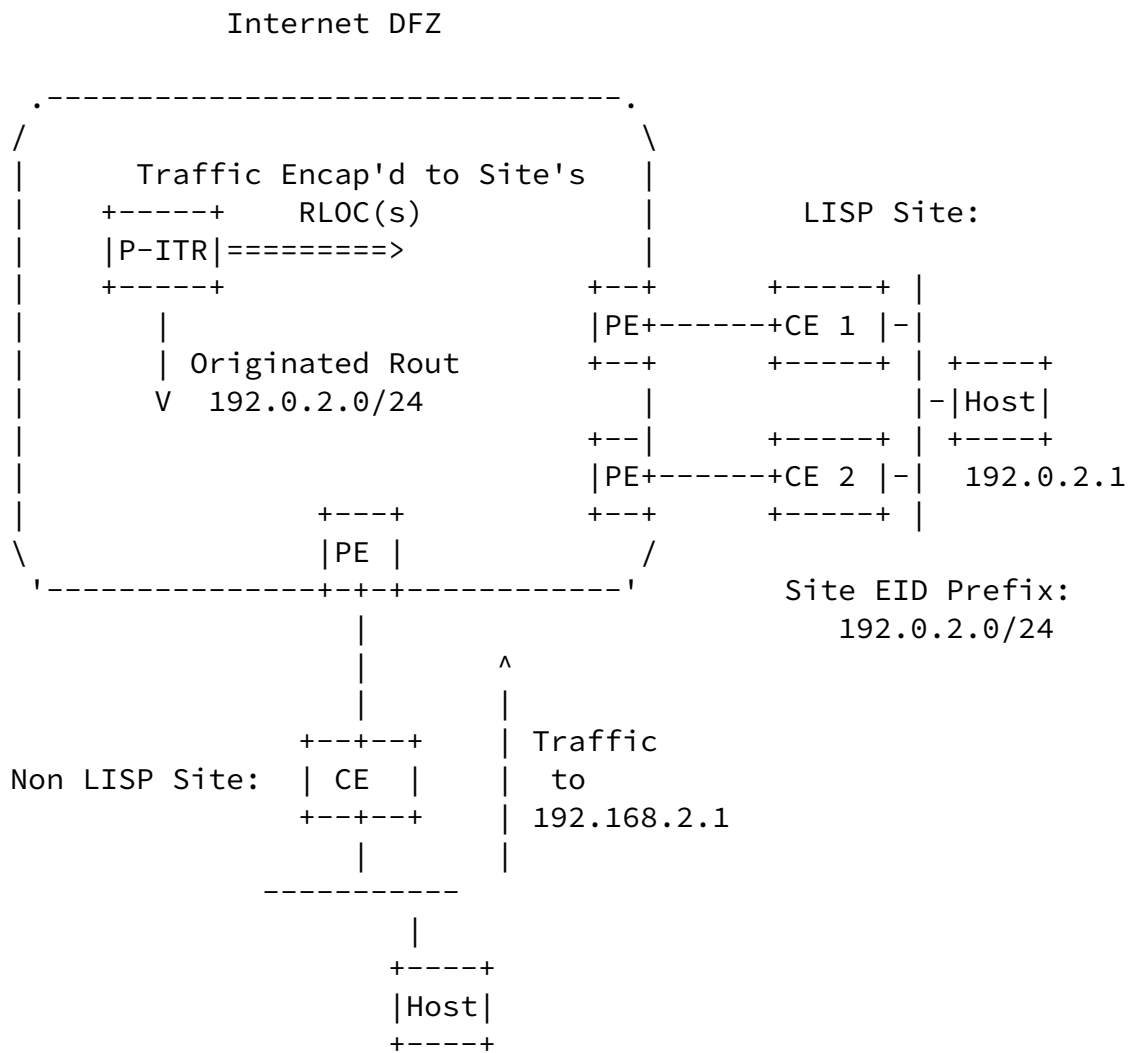 Internet DFZ
Traffic Encap'd to Site's
RLOC(s)
LISP Site:
P-ITR
PE
CE 1
Originated Rout
192.0.2.0/24
Host
PE
CE 2
192.0.2.1
PE
Site EID Prefix:
192.0.2.0/24
Traffic
Non LISP Site:
CE
to
192.168.2.1
Host